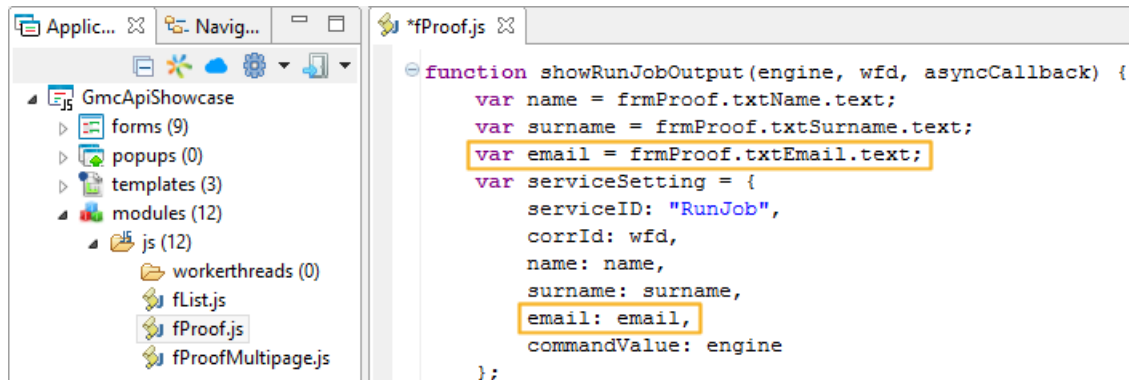 Applic...
Navig...
GmcApiShowcase
forms (9)
popups (0)
templates (3)
modules (12)
js (12)
workerthreads (0)
fList.js
fProof.js
fProofMultipage.js
*fProof.js
function showRunJobOutput(engine, wfd, asyncCallback) {
var name = frmProof.txtName.text;
var surname = frmProof.txtSurname.text;
var email = frmProof.txtEmail.text;
var serviceSetting = {
serviceID: "RunJob",
corrId: wfd,
name: name,
surname: surname,
email: email,
commandValue: engine
};